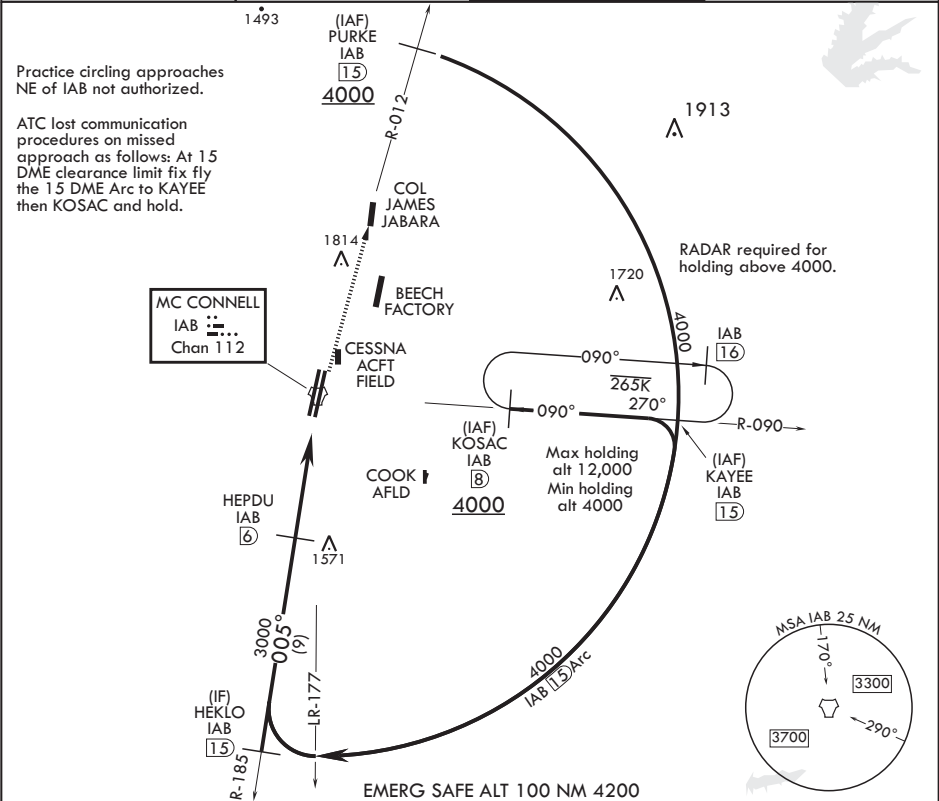 1493
(IAF)
PURKE
IAB
15
4000
Practice circling approaches
NE of IAB not authorized.
ATC lost communication
procedures on missed
approach as follows: At 15
DME clearance limit fix fly
the 15 DME Arc to KAYEE
then KOSAC and hold.
R-012
1913
COL
JAMES
JABARA
1814
RADAR required for
holding above 4000.
1720
BEECH
FACTORY
MC CONNELL
IAB
Chan 112
CESSNA
ACFT
FIELD
4000
IAB
16
090°
265K
270°
090°
R-090
(IAF)
KOSAC
IAB
8
4000
Max holding
alt 12,000
Min holding
alt 4000
(IAF)
KAYEE
IAB
15
COOK
AFLD
HEPDU
IAB
6
1571
3000
005°
(9)
LR-177
4000
IAB 15 Arc
(IF)
HEKLO
IAB
15
R-185
MSA IAB 25 NM
170°
3300
290°
3700
EMERG SAFE ALT 100 NM 4200